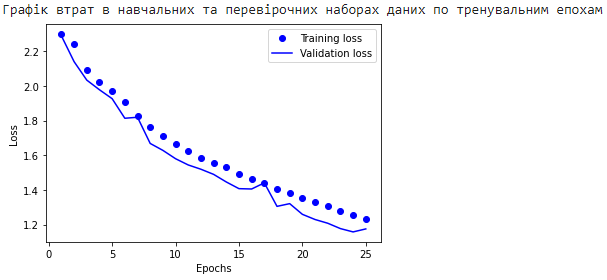 Графік втрат в навчальних та перевірочних наборах даних по тренувальним епохам
Training loss
Validation loss
2.2
2.0
1.8
1.6
1.4
1.2
Loss
0 5 10 15 20 25
Epochs